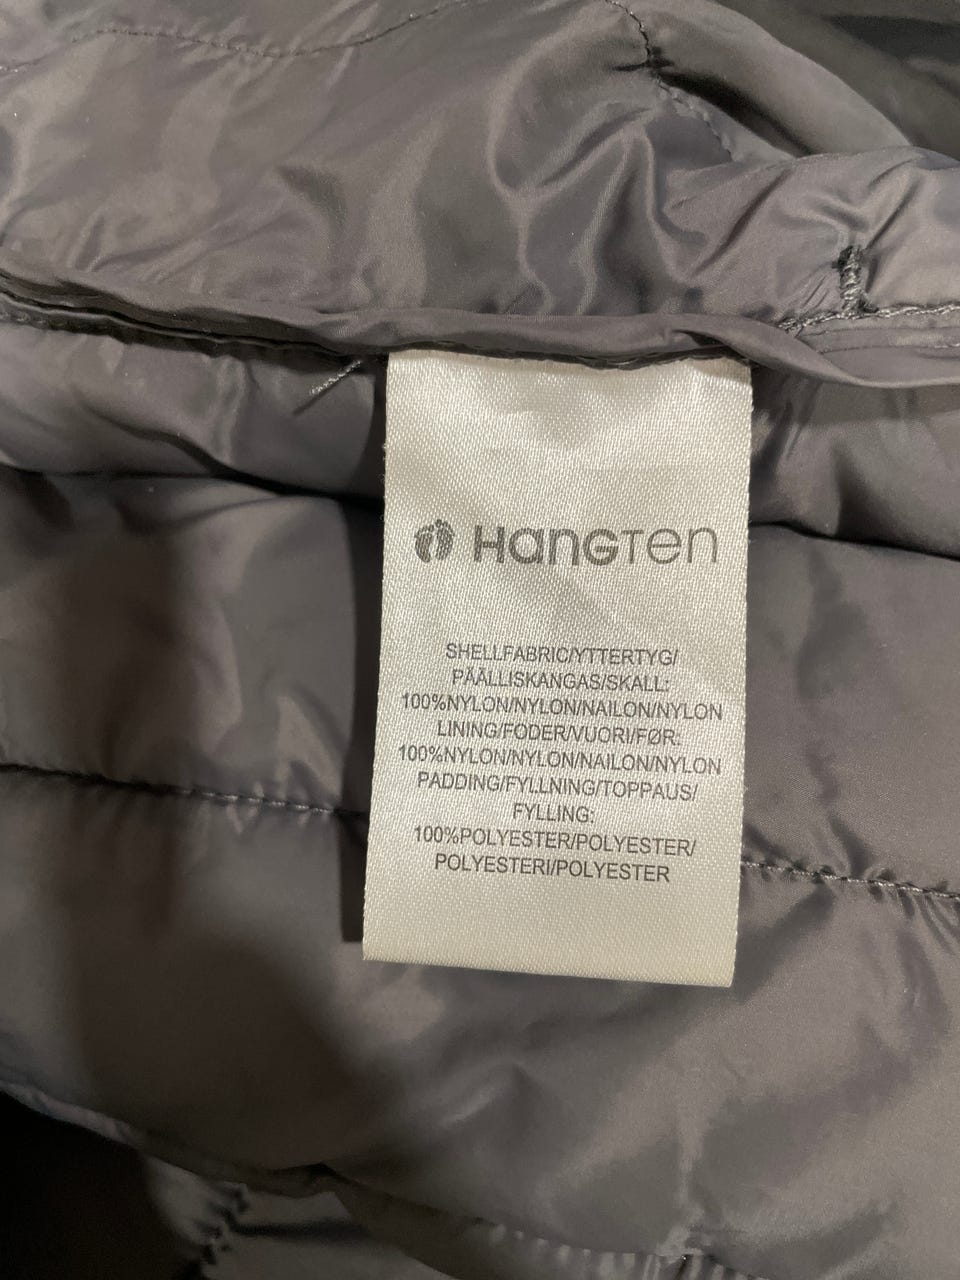 HangTen
SHELLFABRIC/YTTERTYG/
PÄÄLLISKANGAS/SKALL:
100%NYLON/NYLON/NAILON/NYLON
LINING/FODER/VUORI/FØR:
100%NYLON/NYLON/NAILON/NYLON
PADDING/FYLLNING/TOPPAUS/
FYLLING:
100%POLYESTER/POLYESTER/
POLYESTERI/POLYESTER